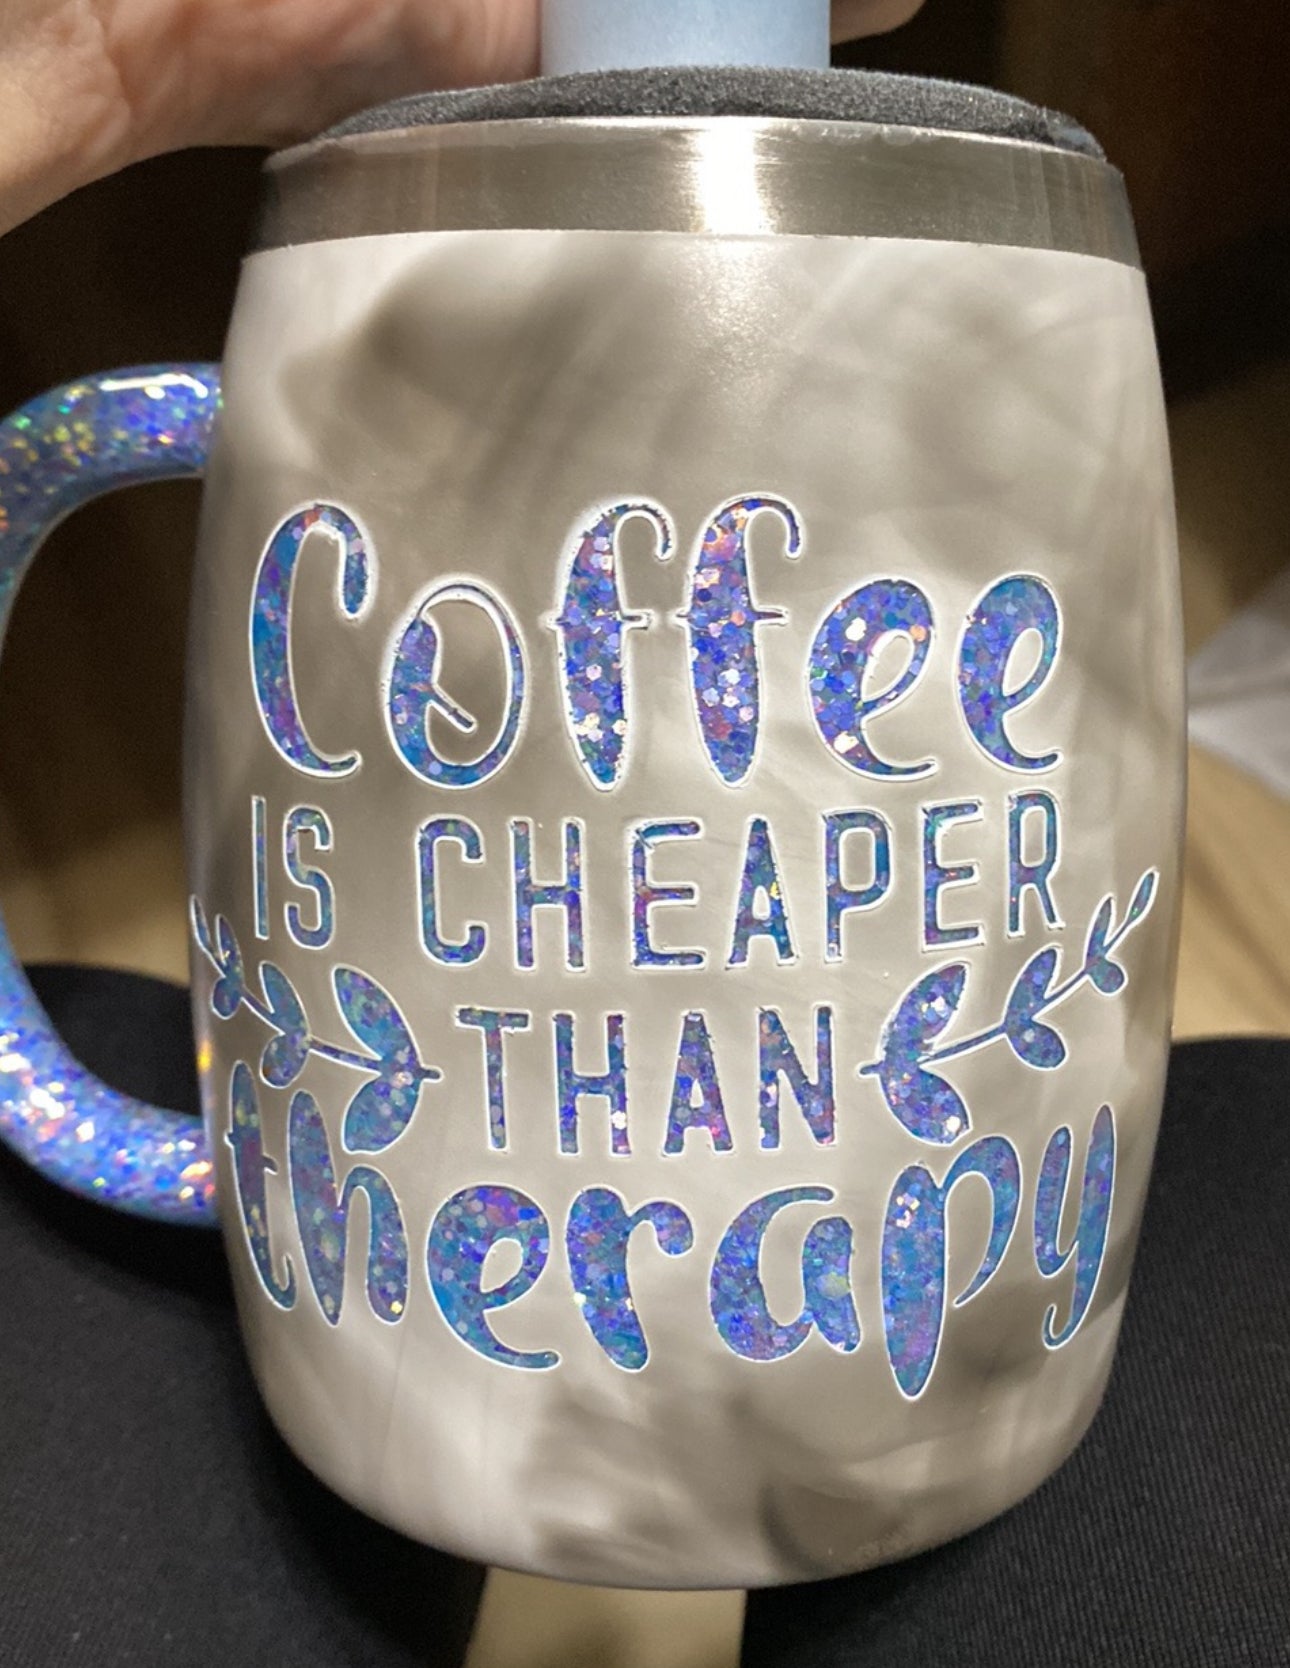 Coffee
IS CHEAPER
THAN
therapy